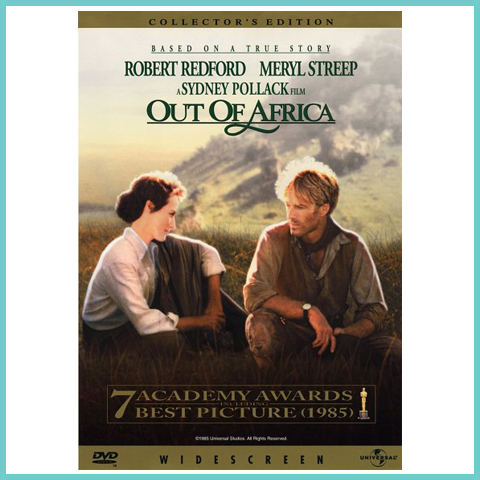 COLLECTOR'S EDITION
BASED ON A TRUE STORY
ROBERT REDFORD MERYL STREEP
A SYDNEY POLLACK FILM
OUT OF AFRICA
7 ACADEMY AWARDS
INCLUDING
BEST PICTURE (1985)
©1985 Universal Studios. All Rights Reserved.
DVD WIDESCREEN UNIVERSAL